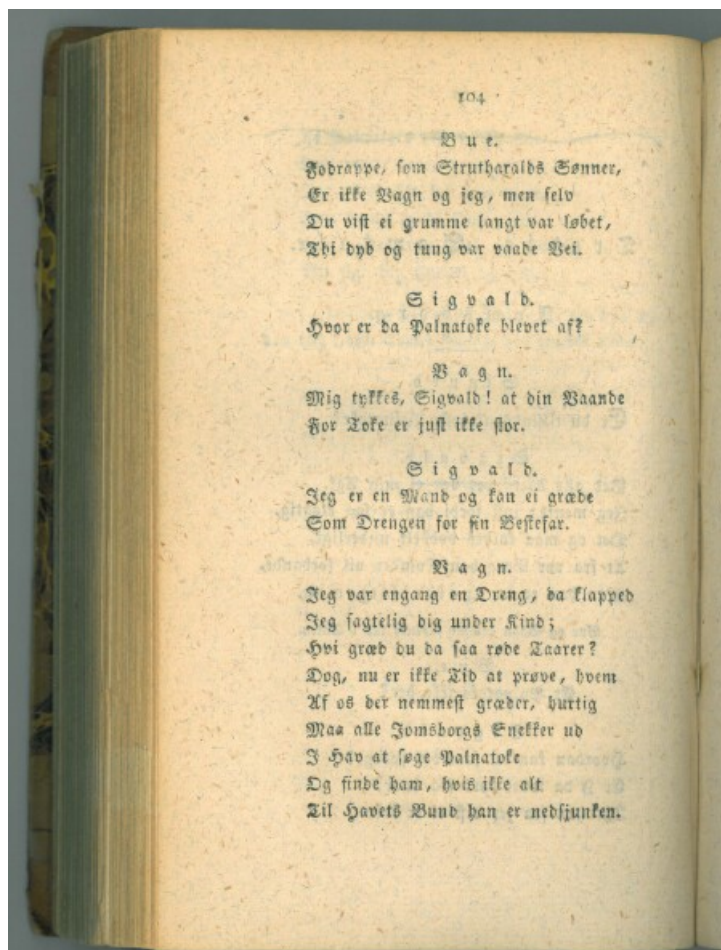 104
Bue.
Fodrappe, som Strutharalds Sønner,
Er ikke Vagn og jeg, men selv
Du vist ei grumme langt var løbet,
Thi dyb og tung var vaade Vei.
Sigvald.
Hvor er da Palnatoke blevet af?
Vagn.
Mig tykkes, Sigvald! at din Vaande
For Toke er just ikke stor.
Sigvald.
Jeg er en Mand og kan ei græde
Som Drengen for sin Bestefar.
Vagn.
Jeg var engang en Dreng, da klapped
Jeg sagtelig dig under Kind;
Hvi græd du da saa røde Taarer?
Dog, nu er ikke Tid at prøve, hvem
Af os der nemmest græder, hurtig
Maa alle Jomsborgs Snekker ud
I Hav at søge Palnatoke
Og finde ham, hvis ikke alt
Til Havets Bund han er nedsjunken.